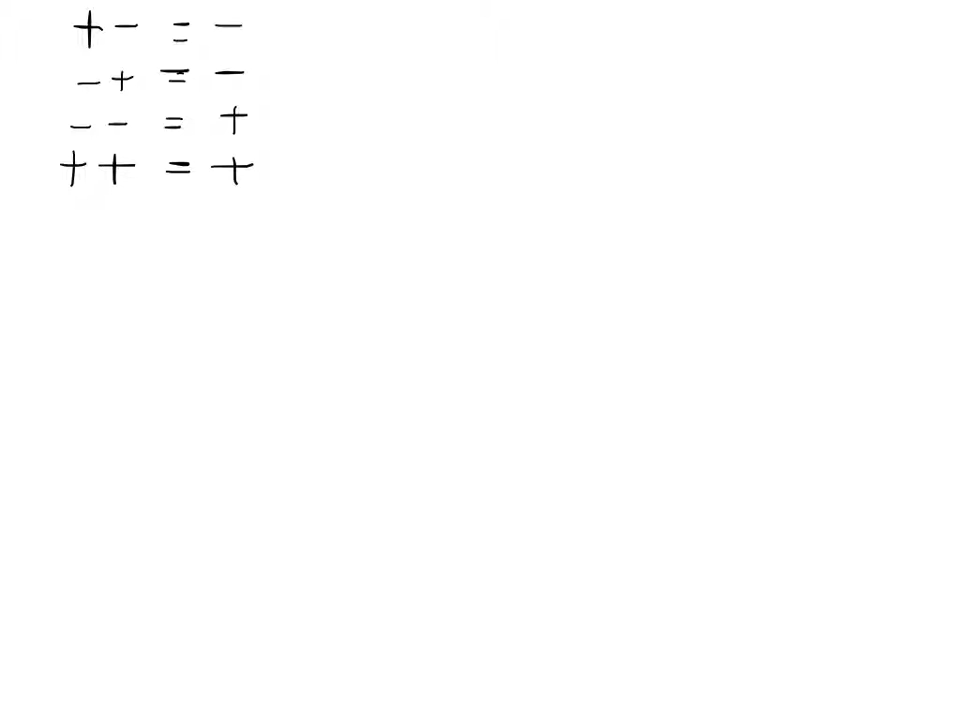 + - = -
- + = -
- - = +
+ + = +